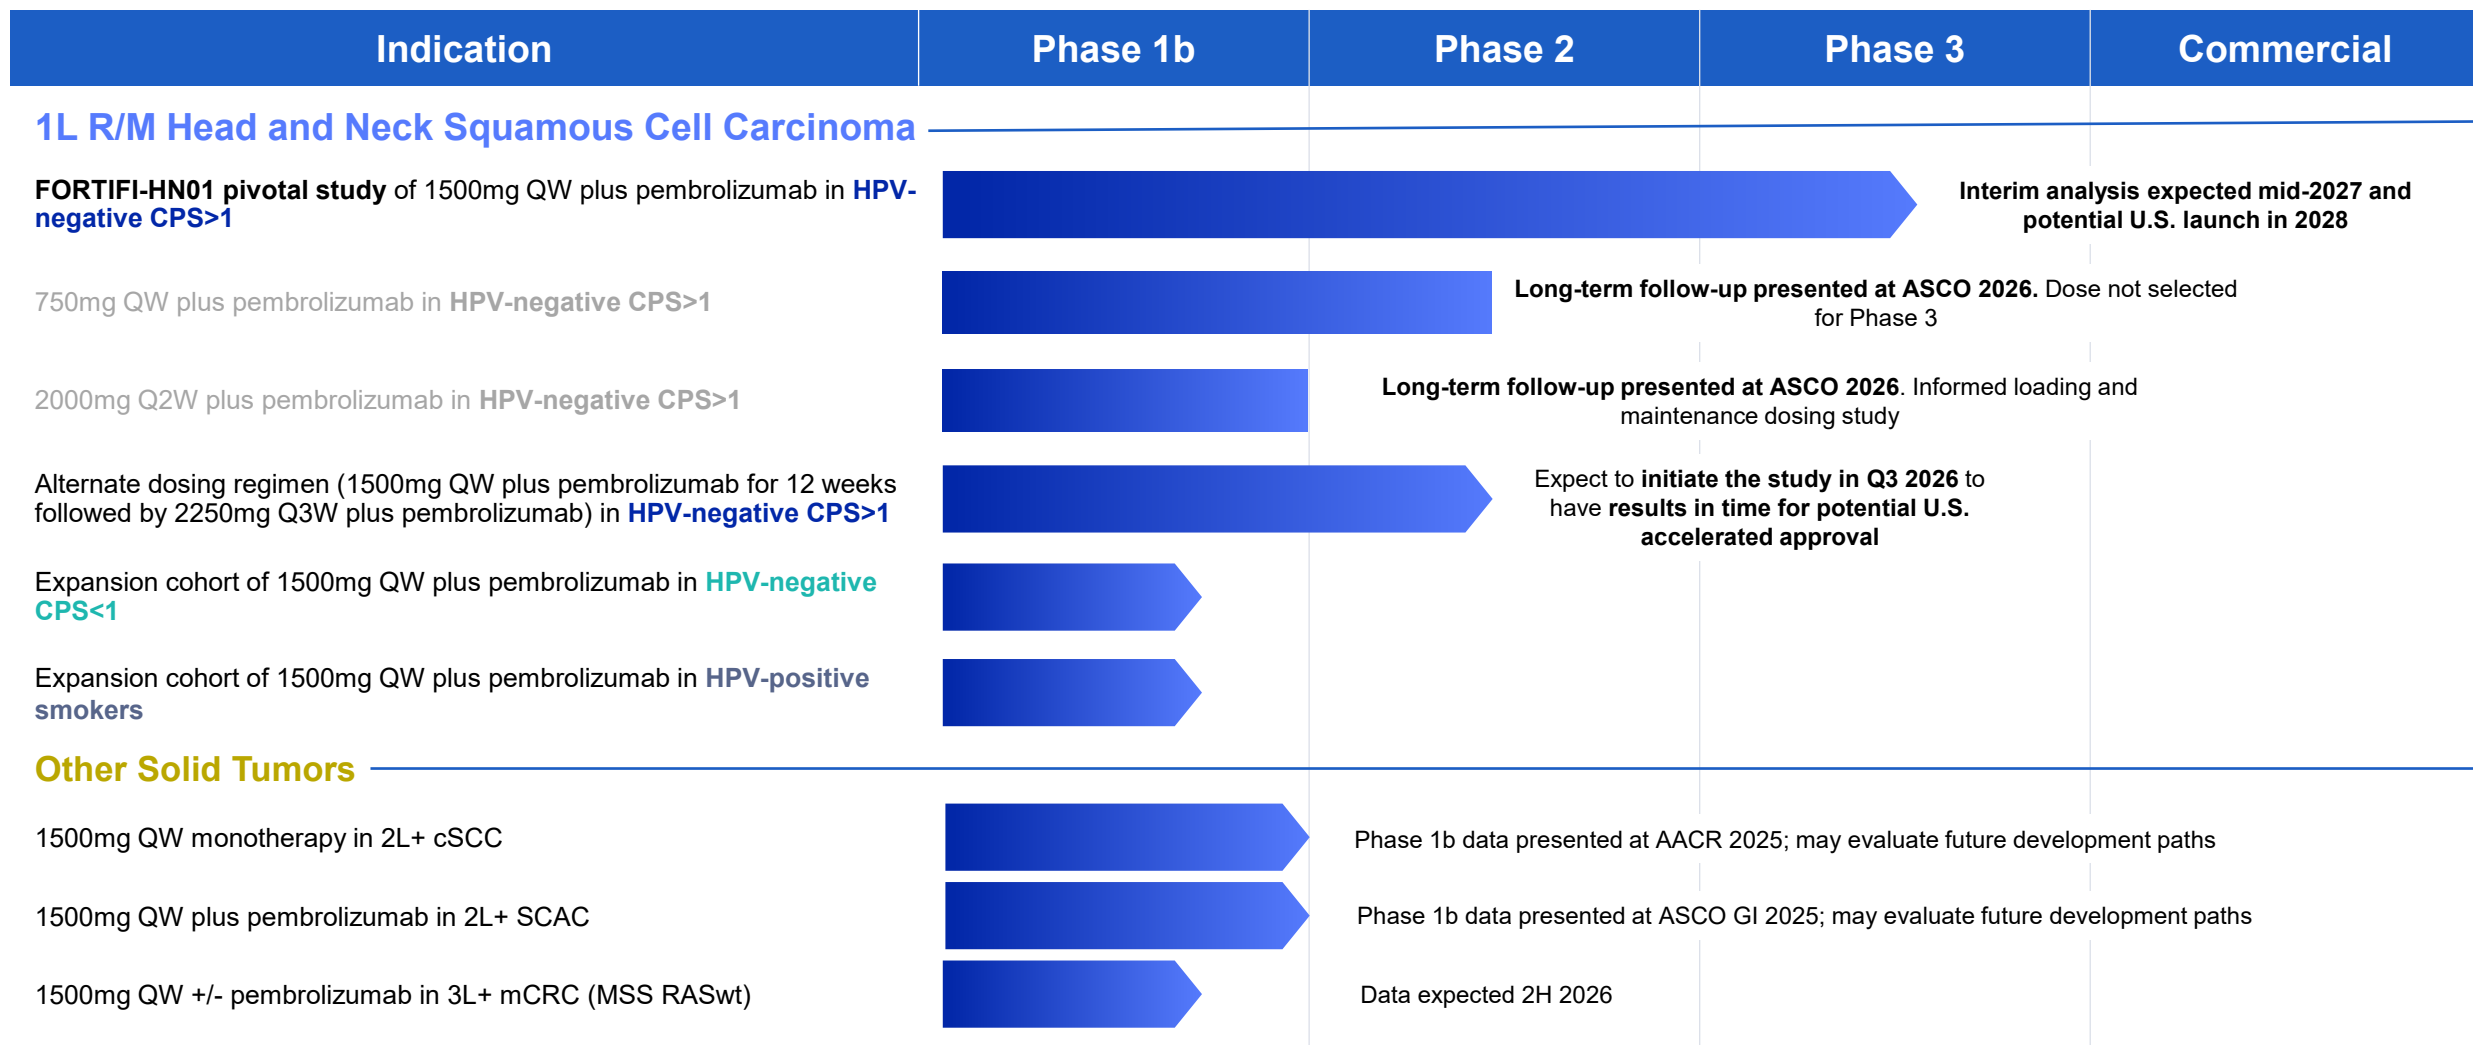 Indication Phase 1b Phase 2 Phase 3 Commercial
1L R/M Head and Neck Squamous Cell Carcinoma
FORTIFI-HN01 pivotal study of 1500mg QW plus pembrolizumab in HPV-
negative CPS>1
Interim analysis expected mid-2027 and
potential U.S. launch in 2028
750mg QW plus pembrolizumab in HPV-negative CPS>1
Long-term follow-up presented at ASCO 2026. Dose not selected
for Phase 3
2000mg Q2W plus pembrolizumab in HPV-negative CPS>1
Long-term follow-up presented at ASCO 2026. Informed loading and
maintenance dosing study
Alternate dosing regimen (1500mg QW plus pembrolizumab for 12 weeks
followed by 2250mg Q3W plus pembrolizumab) in HPV-negative CPS>1
Expect to initiate the study in Q3 2026 to
have results in time for potential U.S.
accelerated approval
Expansion cohort of 1500mg QW plus pembrolizumab in HPV-negative
CPS<1
Expansion cohort of 1500mg QW plus pembrolizumab in HPV-positive
smokers
Other Solid Tumors
1500mg QW monotherapy in 2L+ cSCC
Phase 1b data presented at AACR 2025; may evaluate future development paths
1500mg QW plus pembrolizumab in 2L+ SCAC
Phase 1b data presented at ASCO GI 2025; may evaluate future development paths
1500mg QW +/- pembrolizumab in 3L+ mCRC (MSS RASwt)
Data expected 2H 2026